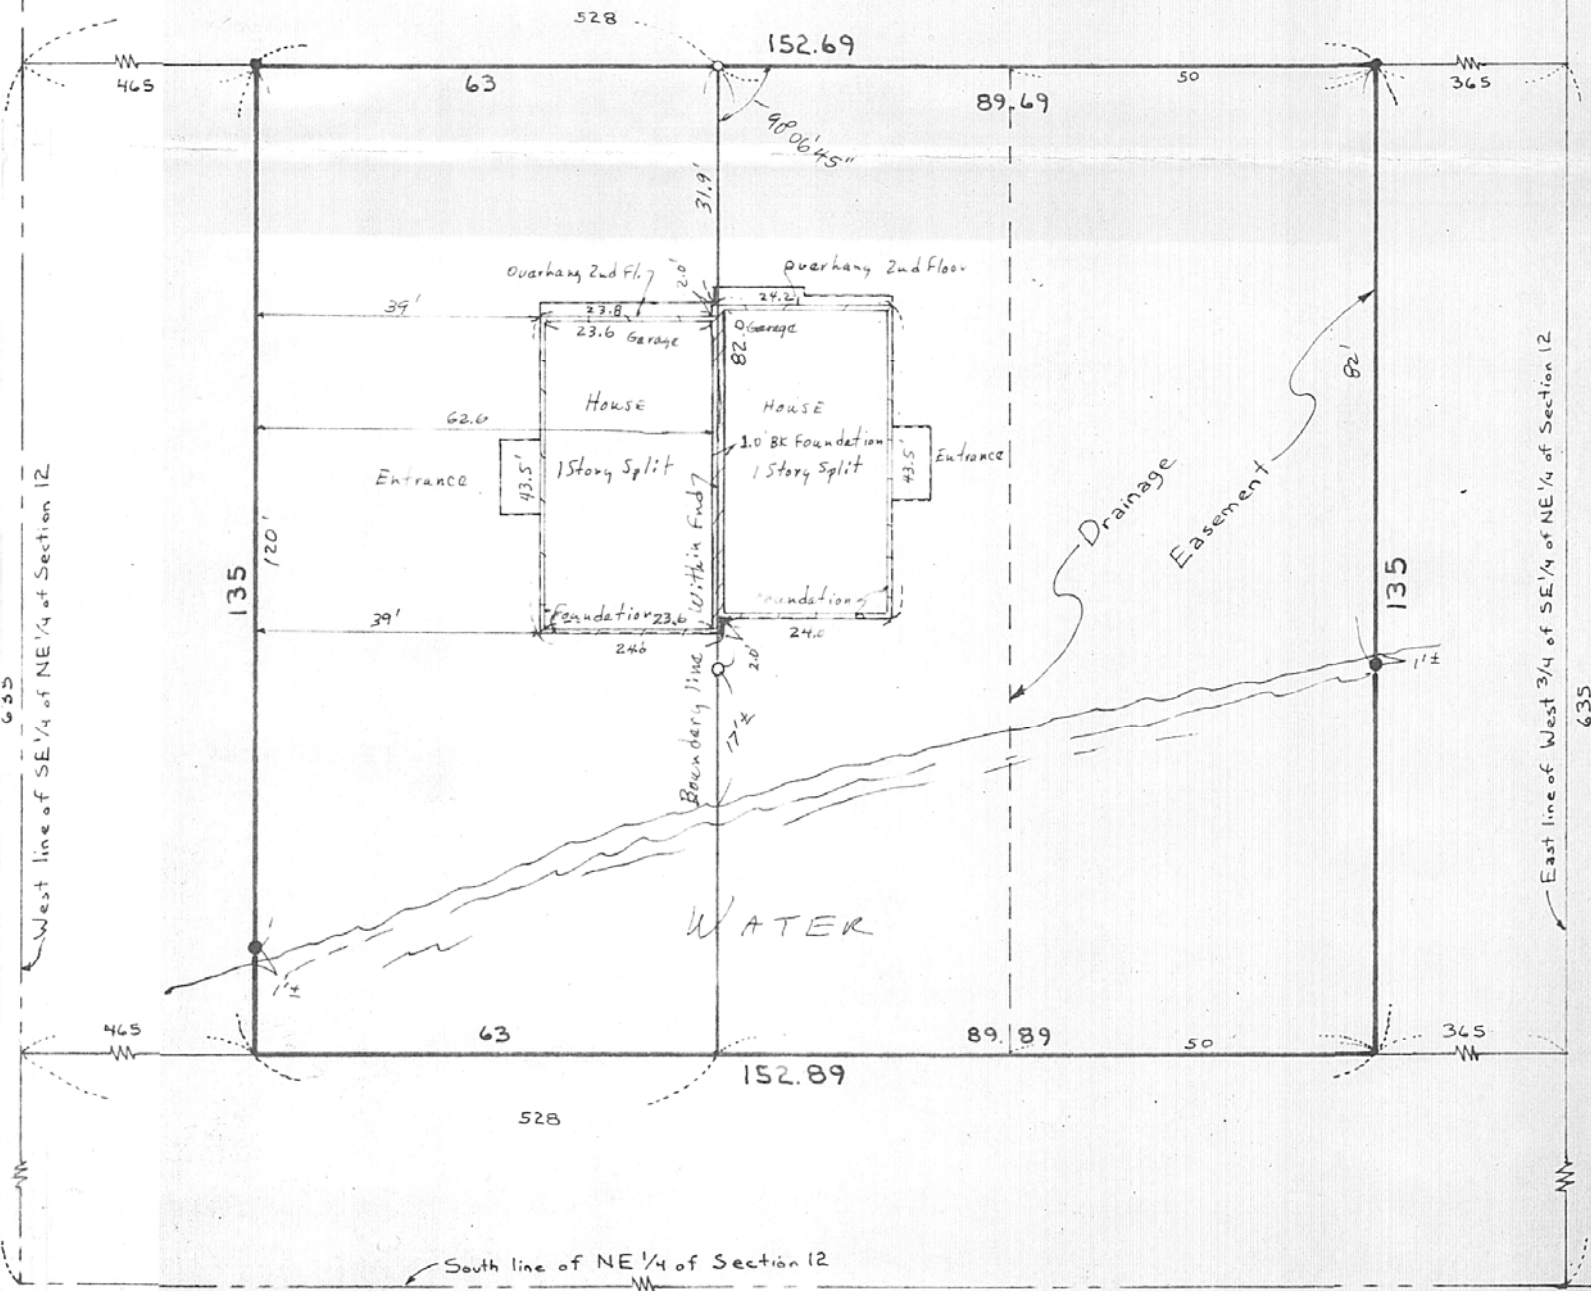 528
152.69
465
63
50
365
89.69
90°06'45"
31.9'
Overhang 2nd Fl.
2.0'
overhang 2nd Floor
39'
23.8
24.2
23.6 Garage
Garage
82.0
82'
House
House
62.6
1.0' BK Foundation
1 Story Split
1 Story Split
Entrance
43.5'
43.5'
Entrance
Within Fnd
Drainage
Easement
120'
135
135
39'
Foundation 23.6
Foundation
24.0
2.0'
Boundary line
17'±
1'±
635
West line of SE 1/4 of NE 1/4 of Section 12
East line of West 3/4 of SE 1/4 of NE 1/4 of Section 12
635
WATER
1'±
465
63
89.89
50
365
152.89
528
South line of NE 1/4 of Section 12